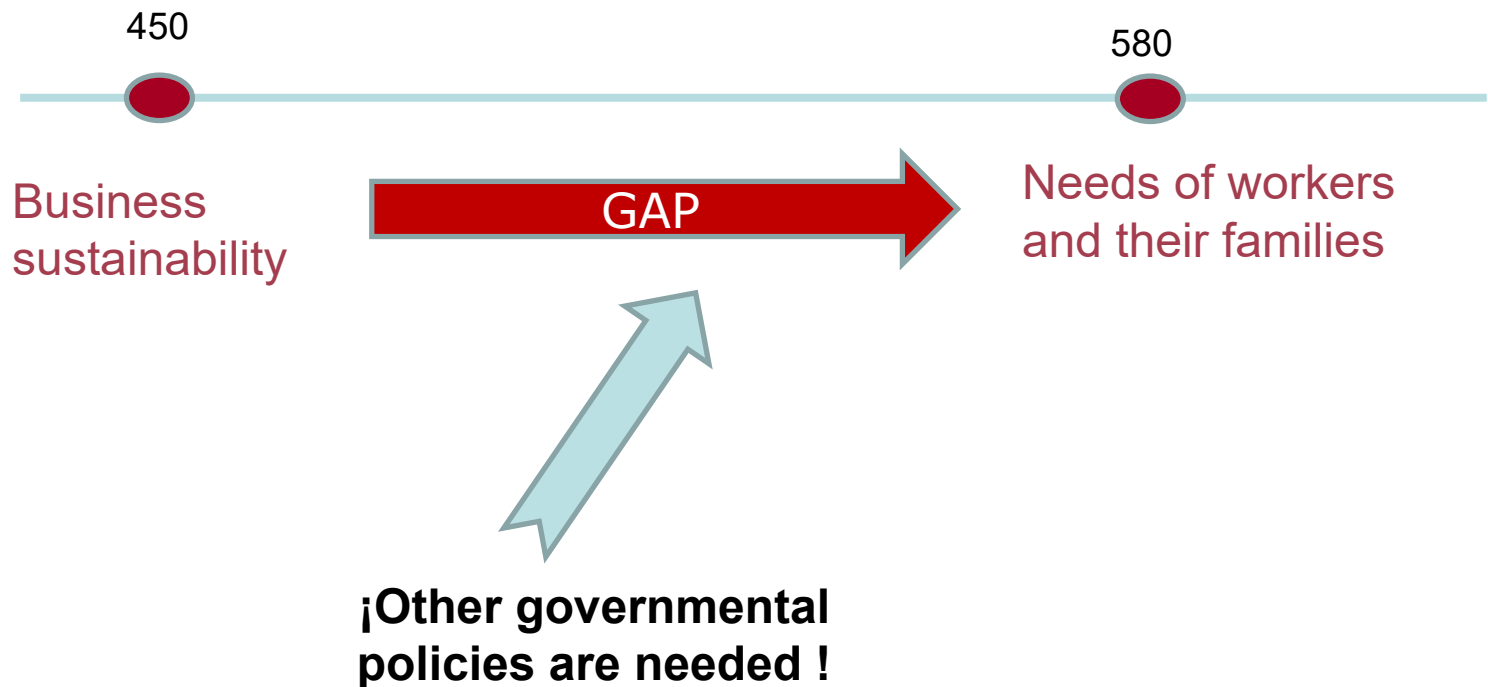 450
580
Business
sustainability
GAP
Needs of workers
and their families
¡Other governmental
policies are needed !